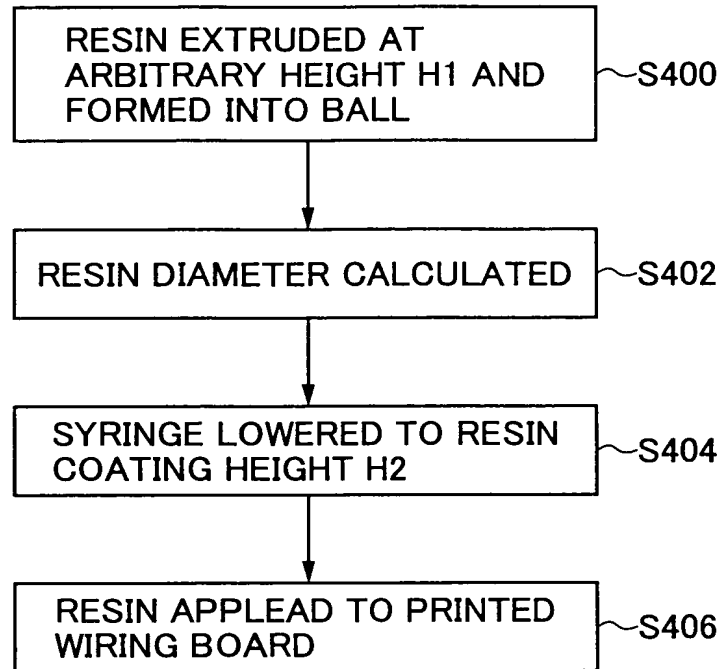 RESIN EXTRUDED AT
ARBITRARY HEIGHT H1 AND
FORMED INTO BALL
S400
RESIN DIAMETER CALCULATED
S402
SYRINGE LOWERED TO RESIN
COATING HEIGHT H2
S404
RESIN APPLEAD TO PRINTED
WIRING BOARD
S406